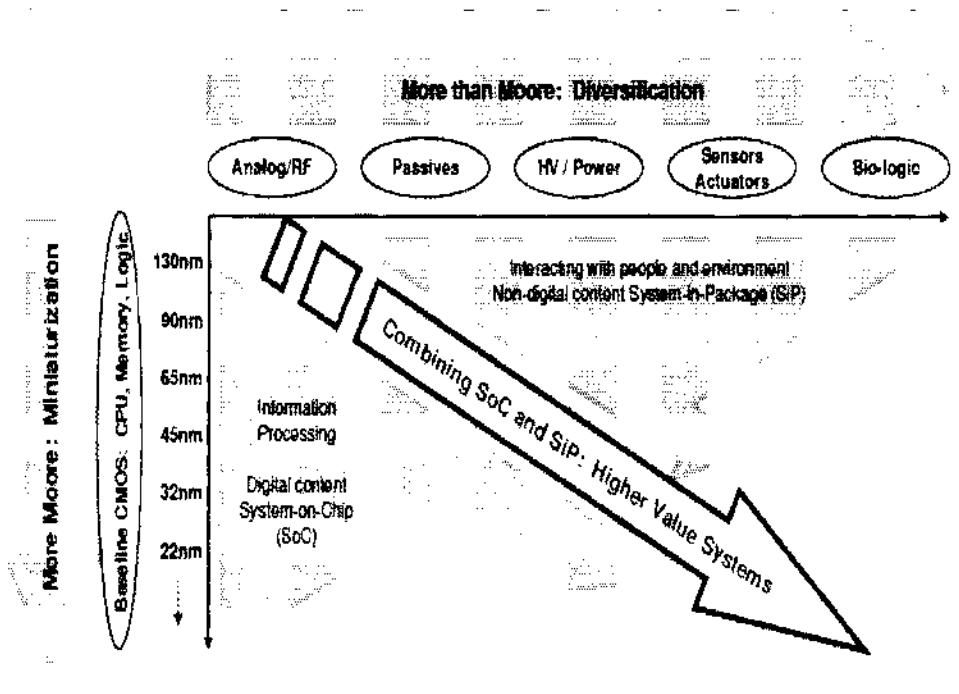 More than Moore: Diversification
Analog/RF
Passives
HV / Power
Sensors
Actuators
Bio-logic
More Moore: Miniaturization
Baseline CMOS: CPU, Memory, Logic
130nm
90nm
65nm
45nm
32nm
22nm
Interacting with people and environment
Non-digital content System-in-Package (SiP)
Combining SoC and SiP: Higher Value Systems
Information
Processing
Digital content
System-on-Chip
(SoC)